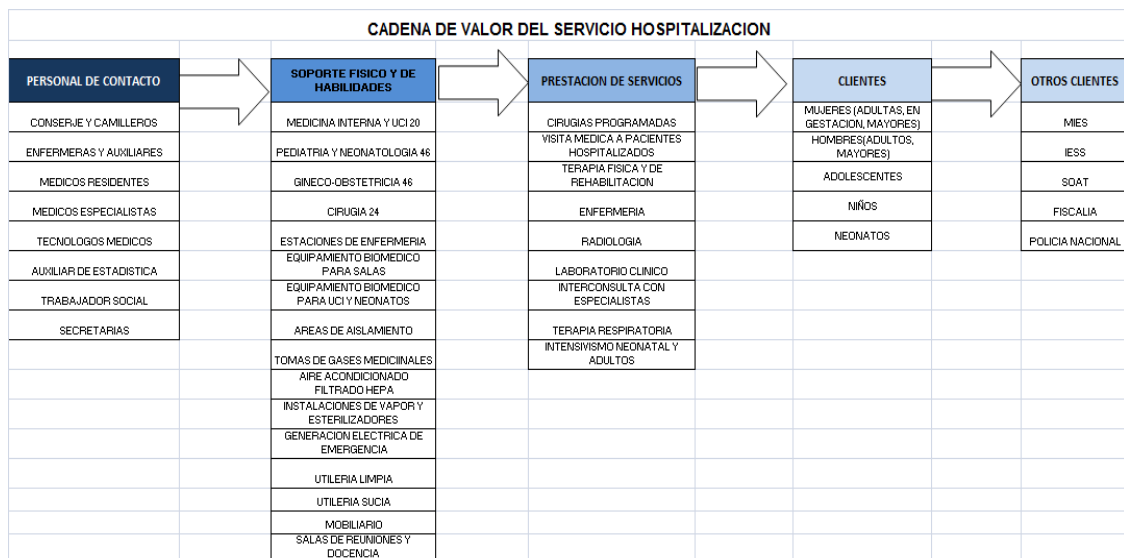 CADENA DE VALOR DEL SERVICIO HOSPITALIZACION
PERSONAL DE CONTACTO
CONSERJE Y CAMILLEROS
ENFERMERAS Y AUXILIARES
MEDICOS RESIDENTES
MEDICOS ESPECIALISTAS
TECNOLOGOS MEDICOS
AUXILIAR DE ESTADISTICA
TRABAJADOR SOCIAL
SECRETARIAS
SOPORTE FISICO Y DE
HABILIDADES
MEDICINA INTERNA Y UCI 20
PEDIATRIA Y NEONATOLOGIA 46
GINECO-OBSTETRICIA 46
CIRUGIA 24
ESTACIONES DE ENFERMERIA
EQUIPAMIENTO BIOMEDICO
PARA SALAS
EQUIPAMIENTO BIOMEDICO
PARA UCI Y NEONATOS
AREAS DE AISLAMIENTO
TOMAS DE GASES MEDICIINALES
AIRE ACONDICIONADO
FILTRADO HEPA
INSTALACIONES DE VAPOR Y
ESTERILIZADORES
GENERACION ELECTRICA DE
EMERGENCIA
UTILERIA LIMPIA
UTILERIA SUCIA
MOBILIARIO
SALAS DE REUNIONES Y
DOCENCIA
PRESTACION DE SERVICIOS
CIRUGIAS PROGRAMADAS
VISITA MEDICA A PACIENTES
HOSPITALIZADOS
TERAPIA FISICA Y DE
REHABILITACION
ENFERMERIA
RADIOLOGIA
LABORATORIO CLINICO
INTERCONSULTA CON
ESPECIALISTAS
TERAPIA RESPIRATORIA
INTENSIVISMO NEONATAL Y
ADULTOS
CLIENTES
MUJERES (ADULTAS, EN
GESTACION, MAYORES)
HOMBRES(ADULTOS,
MAYORES)
ADOLESCENTES
NIÑOS
NEONATOS
OTROS CLIENTES
MIES
IESS
SOAT
FISCALIA
POLICIA NACIONAL